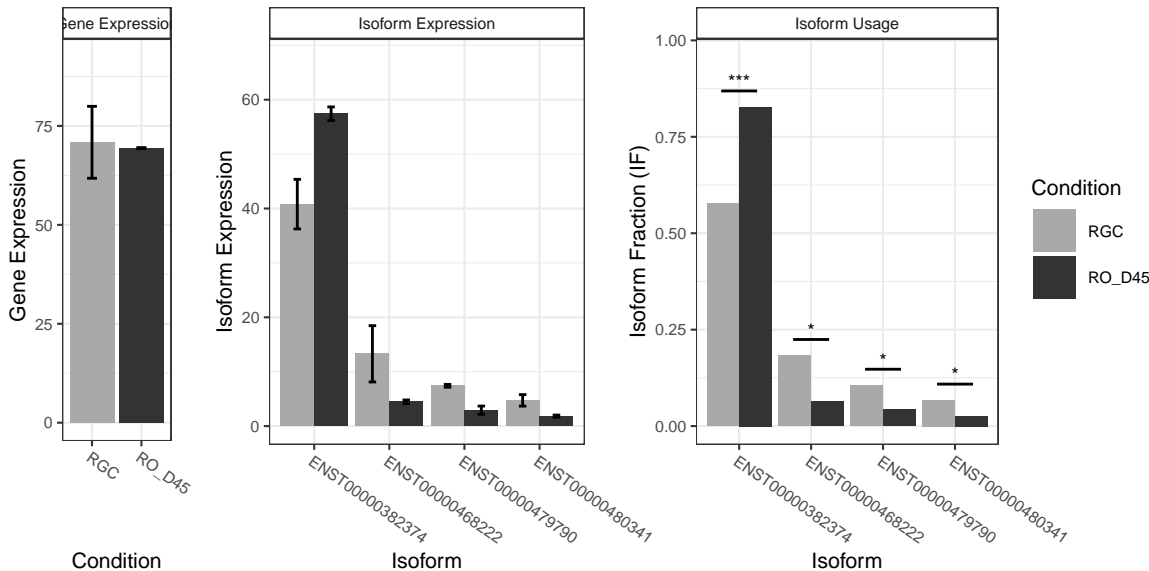 Gene Expression
Isoform Expression
Isoform Usage
Gene Expression
75
50
25
0
RGC
RO_D45
Condition
Isoform Expression
60
40
20
0
ENST00000382374
ENST00000468222
ENST00000479790
ENST00000480341
Isoform
Isoform Fraction (IF)
1.00
0.75
0.50
0.25
0.00
***
*
*
*
ENST00000382374
ENST00000468222
ENST00000479790
ENST00000480341
Isoform
Condition
RGC
RO_D45